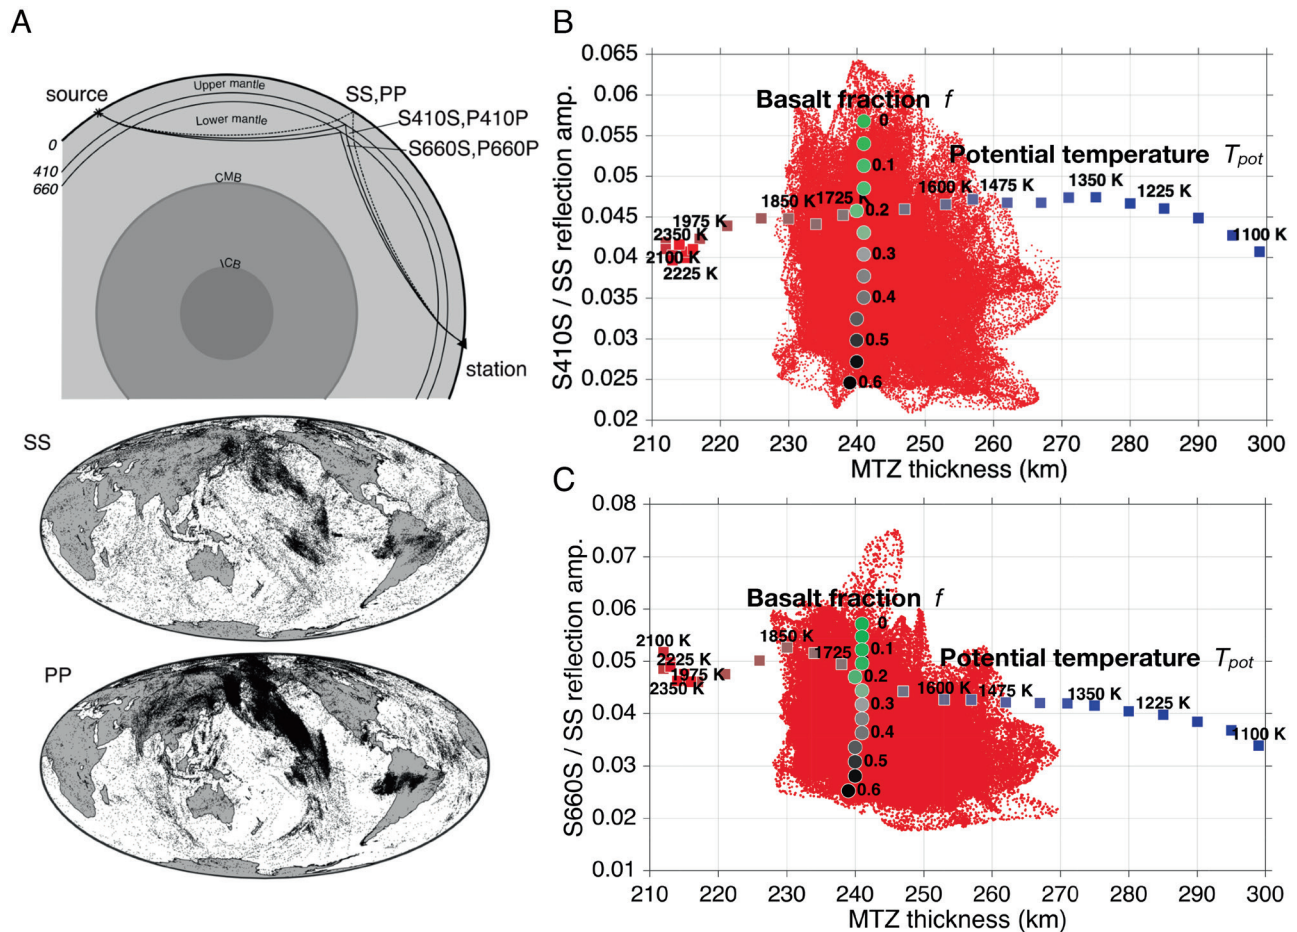 A
source
Upper mantle
SS,PP
Lower mantle
S410S,P410P
S660S,P660P
0
410
660
CMB
ICB
station
SS
PP
B
S410S / SS reflection amp.
0.065
0.06
0.055
0.05
0.045
0.04
0.035
0.03
0.025
0.02
Basalt fraction f
0
0.1
0.2
0.3
0.4
0.5
0.6
Potential temperature Tpot
2350 K
2100 K
2225 K
1975 K
1850 K
1725 K
1600 K
1475 K
1350 K
1225 K
1100 K
210 220 230 240 250 260 270 280 290 300
MTZ thickness (km)
C
S660S / SS reflection amp.
0.08
0.07
0.06
0.05
0.04
0.03
0.02
0.01
Basalt fraction f
0
0.1
0.2
0.3
0.4
0.5
0.6
Potential temperature Tpot
2100 K
2225 K
1975 K
2350 K
1850 K
1725
1600 K
1475 K
1350 K
1225 K
1100 K
210 220 230 240 250 260 270 280 290 300
MTZ thickness (km)